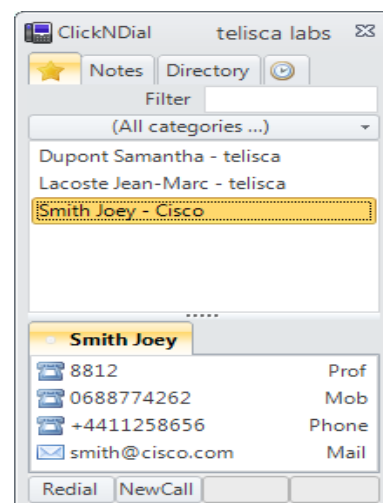 ClickNDial telisca labs
Notes Directory
Filter
(All categories ...)
Dupont Samantha - telisca
Lacoste Jean-Marc - telisca
Smith Joey - Cisco
Smith Joey
8812 Prof
0688774262 Mob
+4411258656 Phone
smith@cisco.com Mail
Redial NewCall